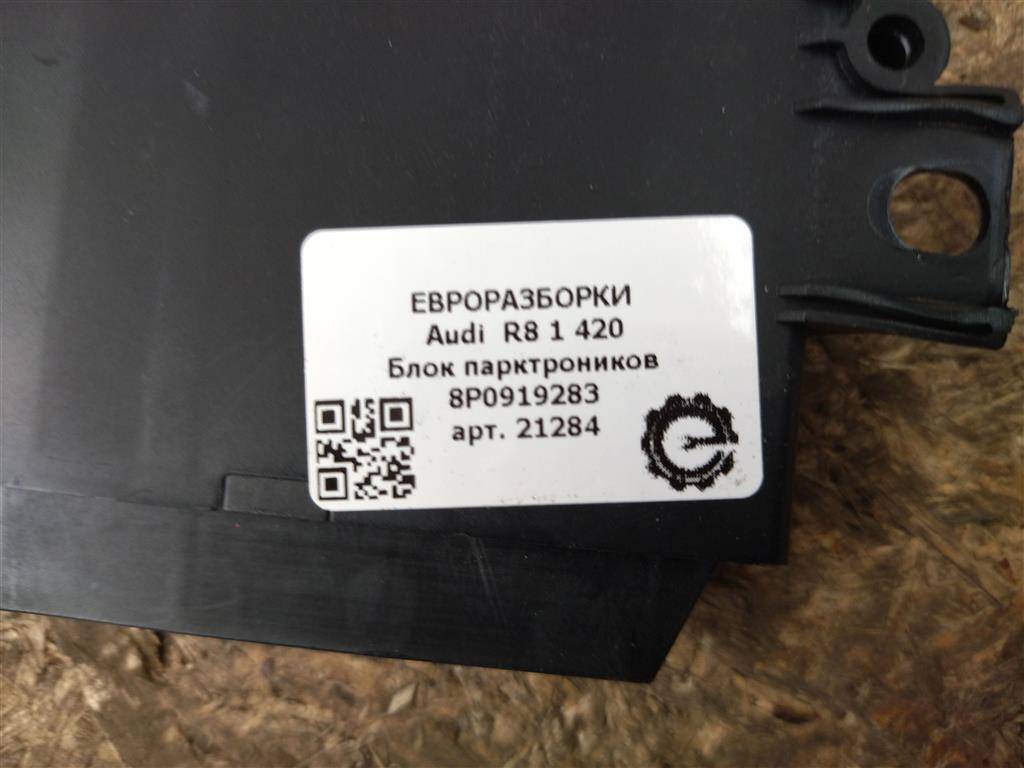 ЕВРОРАЗБОРКИ
Audi R8 1 420
Блок парктроников
8P0919283
арт. 21284